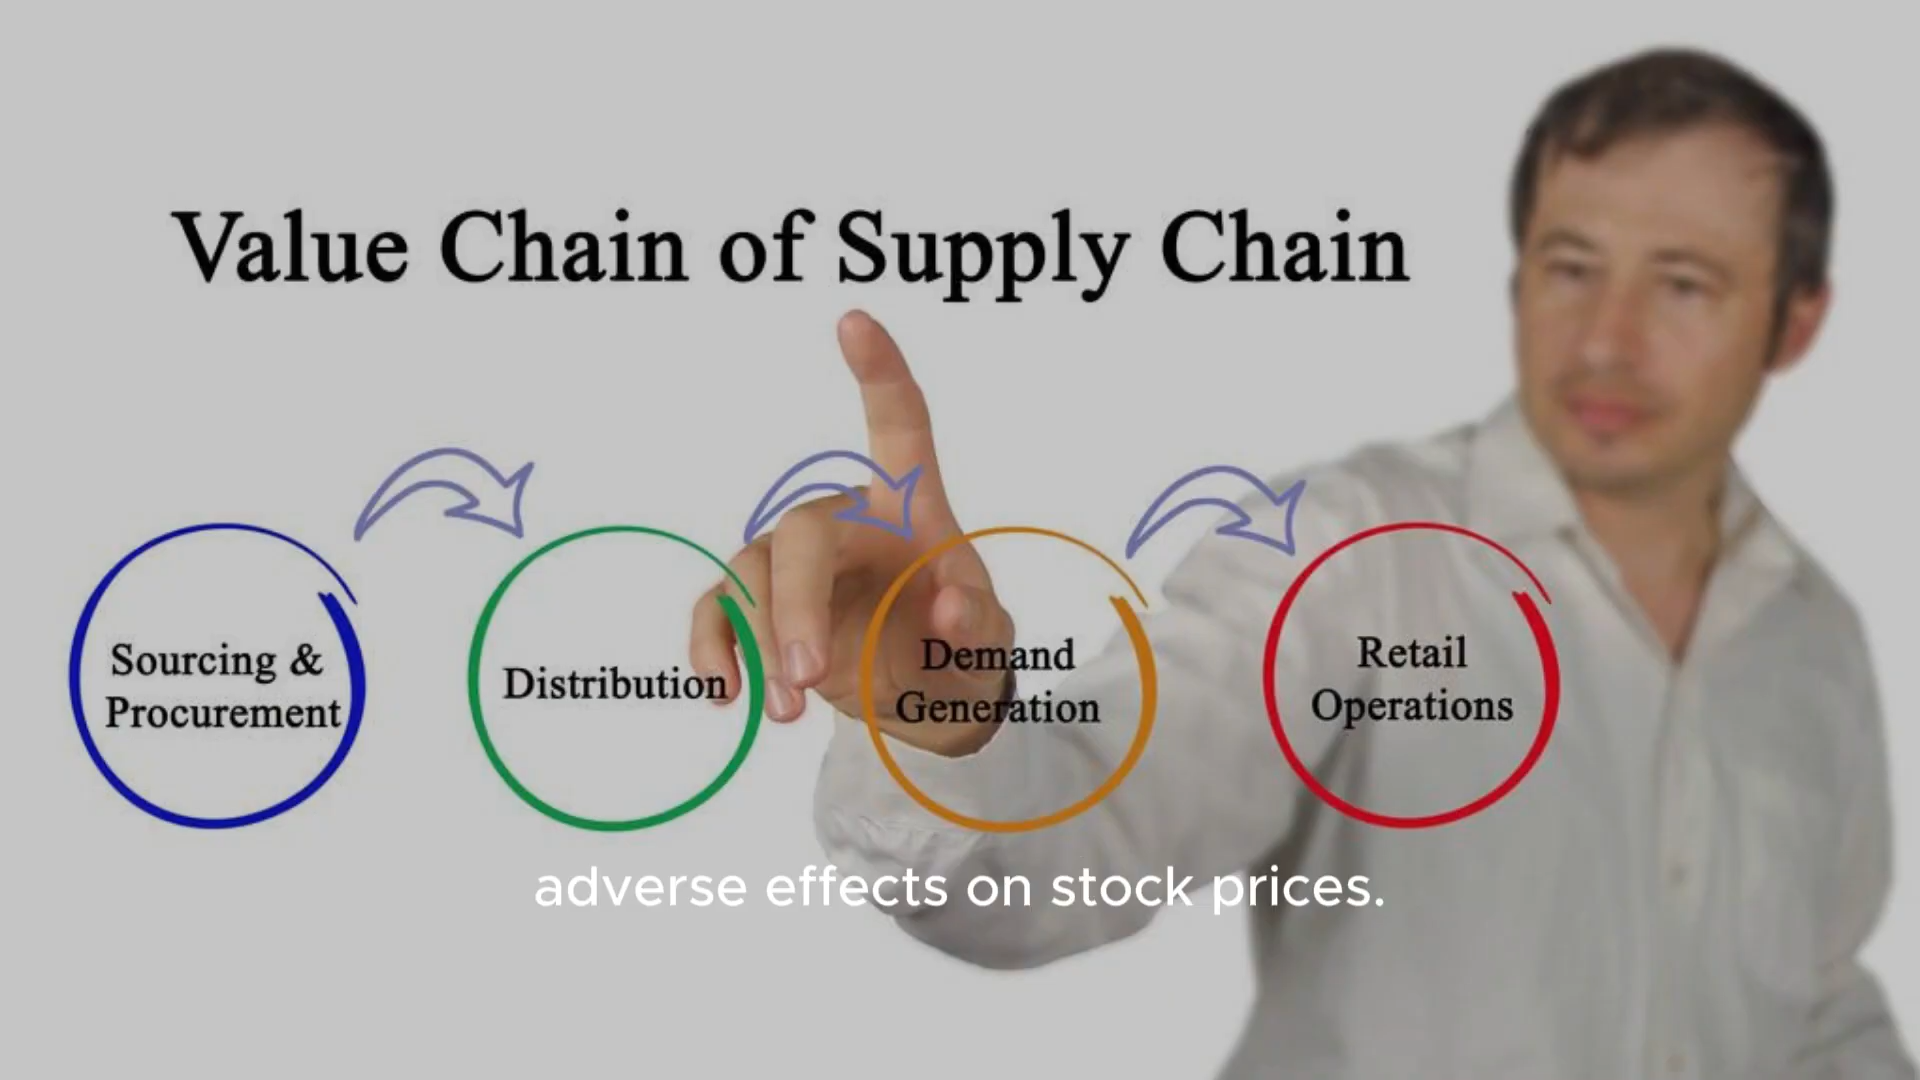 Value Chain of Supply Chain
Sourcing &
Procurement
Distribution
Demand
Generation
Retail
Operations
adverse effects on stock prices.